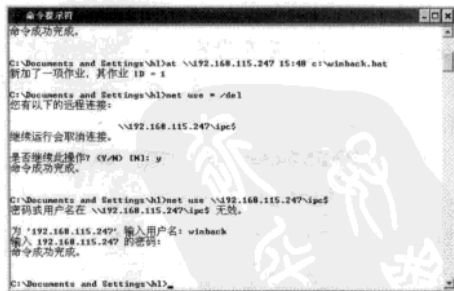 命令提示符
命令成功完成。
C:\Documents and Settings\hl>at \\192.168.115.247 15:48 c:\winback.bat
新加了一项作业，其作业 ID = 1
C:\Documents and Settings\hl>net use * /del
您有以下的远程连接:
\\192.168.115.247\ipc$
继续运行会取消连接。
是否继续此操作? (Y/N) [N]: y
命令成功完成。
C:\Documents and Settings\hl>net use \\192.168.115.247\ipc$
密码或用户名在 \\192.168.115.247\ipc$ 无效。
为 '192.168.115.247' 输入用户名: winback
输入 192.168.115.247 的密码:
命令成功完成。
C:\Documents and Settings\hl>_